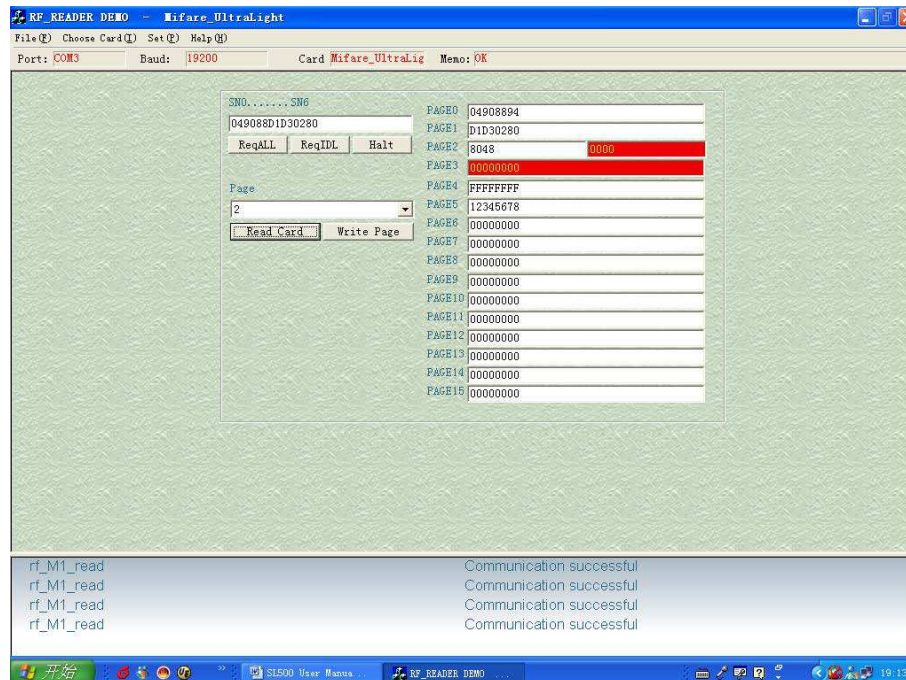 RF_READER DEMO - Mifare_UltraLight
File(F) Choose Card(I) Set(P) Help(H)
Port: COM3 Baud: 19200 Card Mifare_UltraLig Memo: OK
SN0.......SN6
049088D1D30280
ReqALL ReqIDL Halt
Page
2
Read Card Write Page
PAGE0 04908894
PAGE1 D1D30280
PAGE2 8048 0000
PAGE3 00000000
PAGE4 FFFFFFFF
PAGE5 12345678
PAGE6 00000000
PAGE7 00000000
PAGE8 00000000
PAGE9 00000000
PAGE10 00000000
PAGE11 00000000
PAGE12 00000000
PAGE13 00000000
PAGE14 00000000
PAGE15 00000000
rf_M1_read Communication successful
rf_M1_read Communication successful
rf_M1_read Communication successful
rf_M1_read Communication successful
开始 SL500 User Manua... RF_READER DEMO ... 19:13